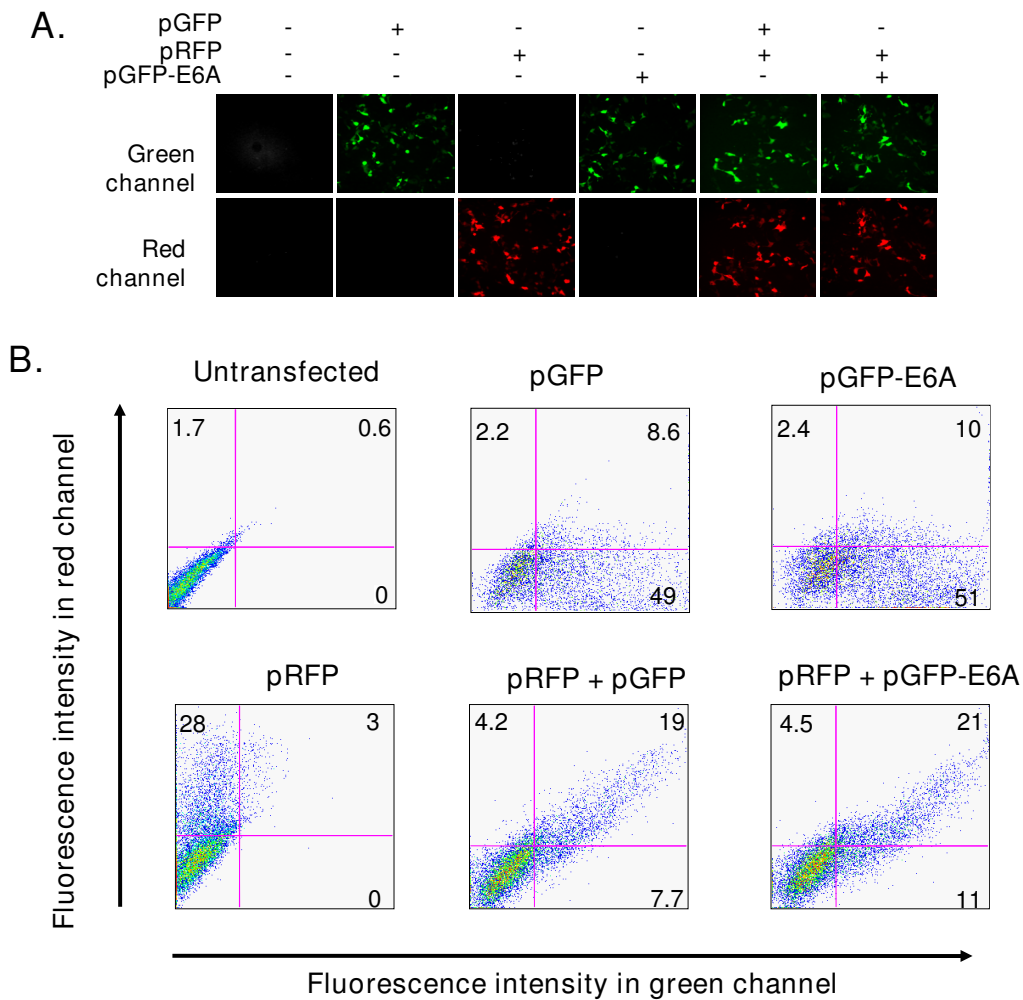 A.
pGFP - + - - + -
pRFP - - + - + +
pGFP-E6A - - - + - +
Green
channel
Red
channel
B.
Untransfected
pGFP
pGFP-E6A
1.7 0.6
0
2.2 8.6
49
2.4 10
51
pRFP
pRFP + pGFP
pRFP + pGFP-E6A
28 3
0
4.2 19
7.7
4.5 21
11
Fluorescence intensity in red channel
Fluorescence intensity in green channel